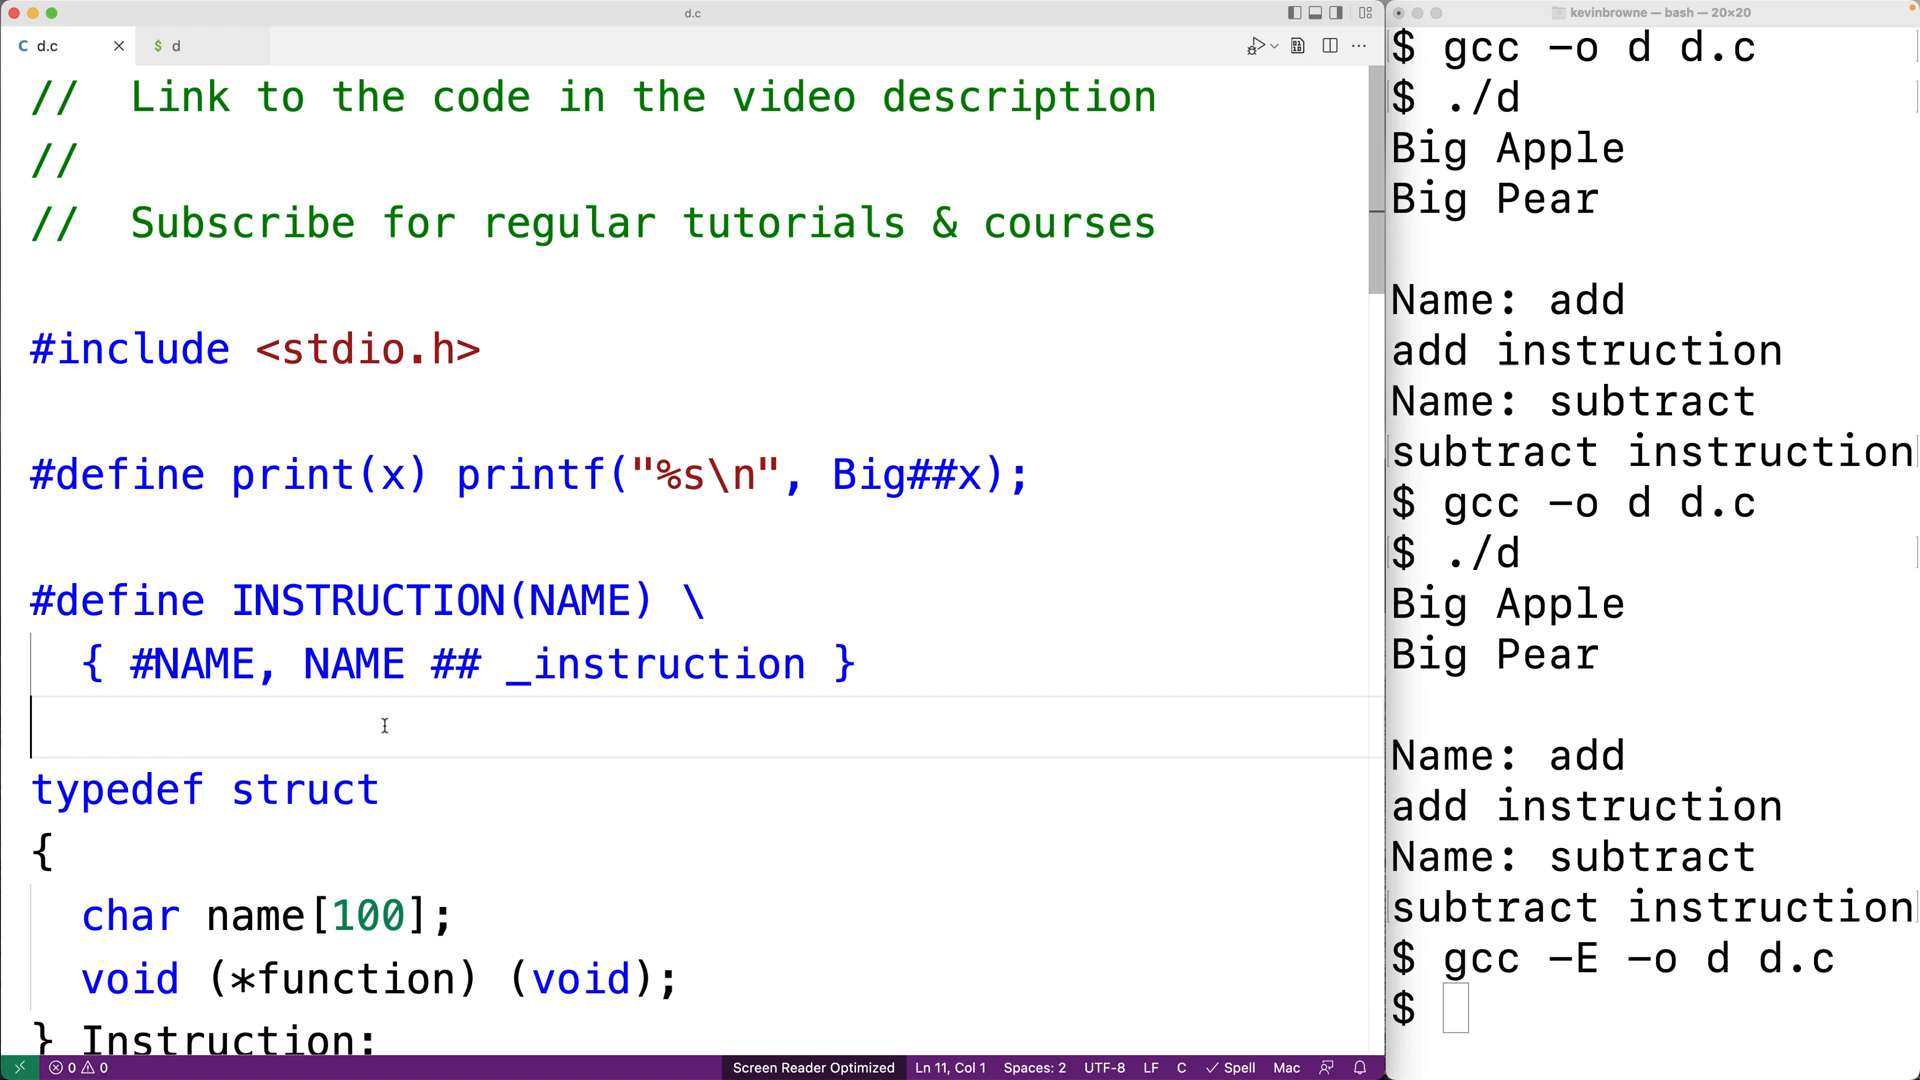 d.c
C d.c
$ d
// Link to the code in the video description
//
// Subscribe for regular tutorials & courses
#include <stdio.h>
#define print(x) printf("%s\n", Big##x);
#define INSTRUCTION(NAME) \
{ #NAME, NAME ## _instruction }
typedef struct
{
char name[100];
void (*function) (void);
} Instruction;
0 0
Screen Reader Optimized
Ln 11, Col 1
Spaces: 2
UTF-8
LF
C
Spell
Mac
kevinbrowne — bash — 20×20
$ gcc -o d d.c
$ ./d
Big Apple
Big Pear
Name: add
add instruction
Name: subtract
subtract instruction
$ gcc -o d d.c
$ ./d
Big Apple
Big Pear
Name: add
add instruction
Name: subtract
subtract instruction
$ gcc -E -o d d.c
$